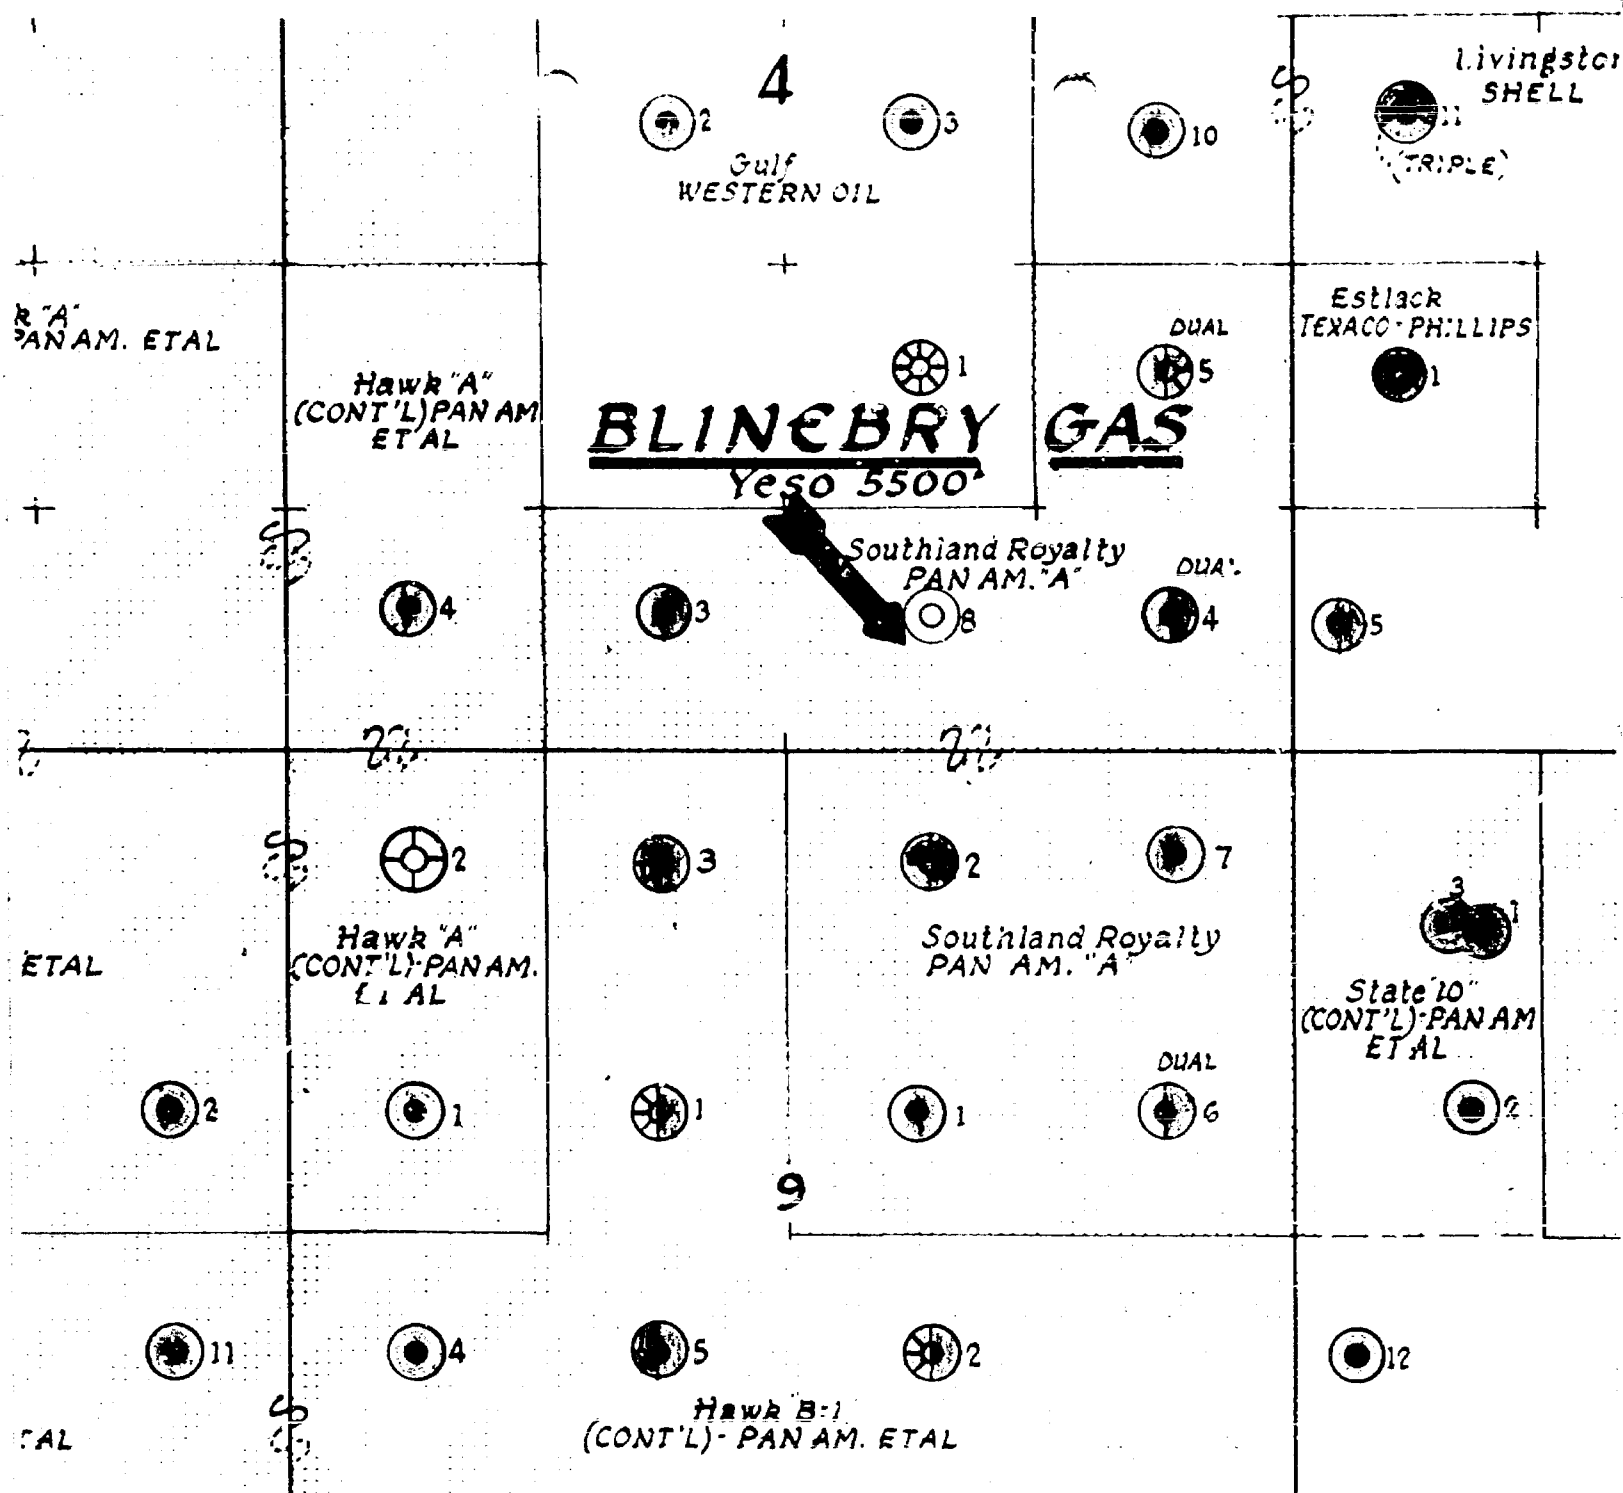 4
Livingston
SHELL
2
3
10
11
(TRIPLE)
Gulf
WESTERN OIL
"A"
PAN AM. ETAL
Hawk "A"
(CONT'L) PAN AM
ET AL
1
DUAL
5
Estlack
TEXACO-PHILLIPS
1
BLINEBRY GAS
Yeso 5500'
Southland Royalty
PAN AM. "A"
DUAL
4
3
8
4
5
2
3
2
7
3
1
ETAL
Hawk "A"
(CONT'L)-PAN AM.
ET AL
Southland Royalty
PAN AM. "A"
State "10"
(CONT'L)-PAN AM
ET AL
DUAL
2
1
1
1
6
2
9
11
4
5
2
12
Hawk "B-1
(CONT'L)- PAN AM. ETAL